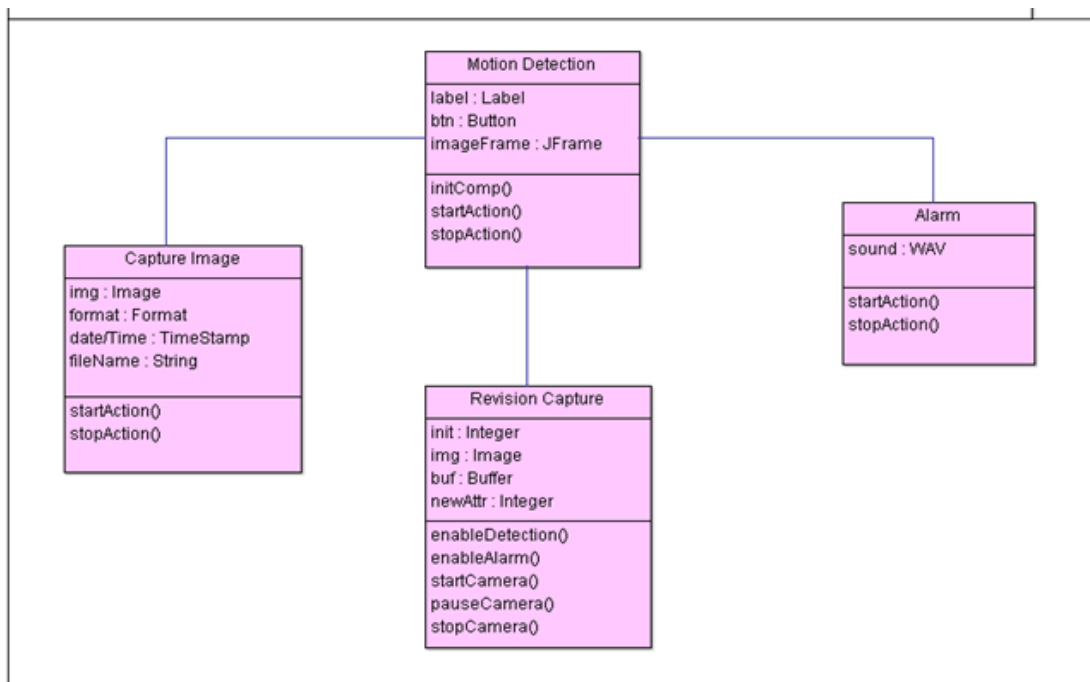 Motion Detection
label : Label
btn : Button
imageFrame : JFrame
initComp()
startAction()
stopAction()
Capture Image
img : Image
format : Format
date/Time : TimeStamp
fileName : String
startAction()
stopAction()
Revision Capture
init : Integer
img : Image
buf : Buffer
newAttr : Integer
enableDetection()
enableAlarm()
startCamera()
pauseCamera()
stopCamera()
Alarm
sound : WAV
startAction()
stopAction()